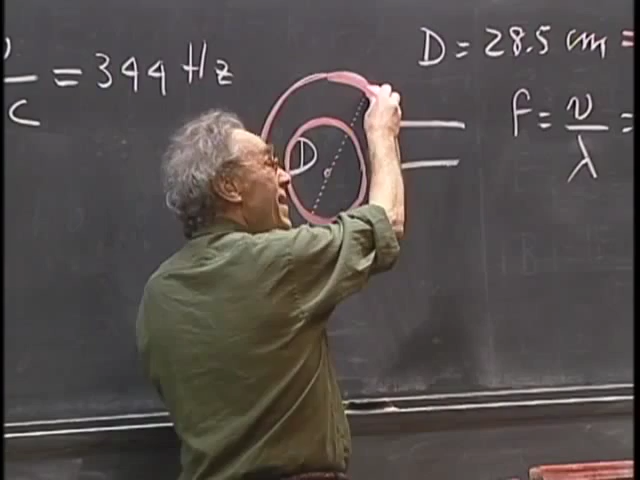 c = 344 Hz
D
D = 28.5 cm =
f = v/λ =